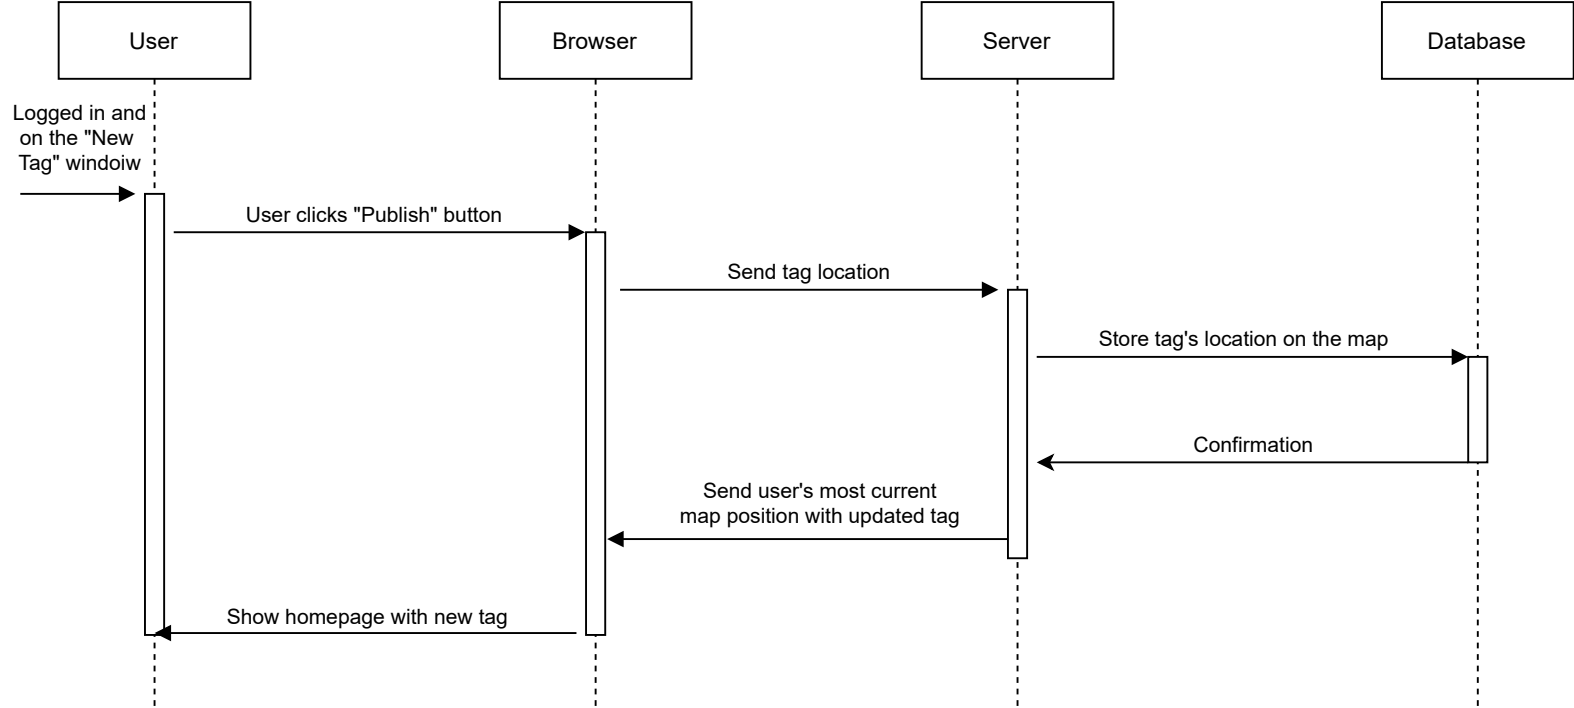 User
Browser
Server
Database
Logged in and
on the "New
Tag" windoiw
User clicks "Publish" button
Send tag location
Store tag's location on the map
Confirmation
Send user's most current
map position with updated tag
Show homepage with new tag